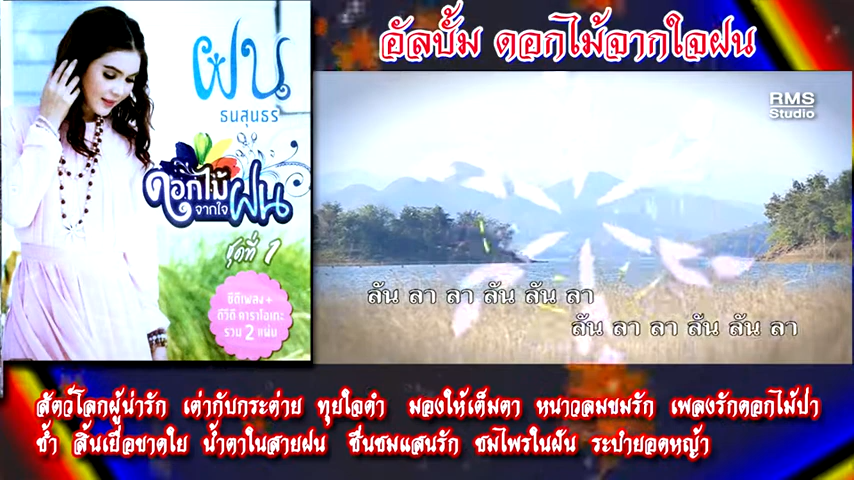 อัลบั้ม ดอกไม้จากใจฝน
ฝน
ธนสุนธร
ดอกไม้
จากใจ ฝน
ชุดที่ 1
ซีดีเพลง+
ดีวีดี คาราโอเกะ
รวม 2 แผ่น
RMS
Studio
ลัน ลา ลา ลัน ลัน ลา
ลัน ลา ลา ลัน ลัน ลา
สัตว์โลกผู้น่ารัก เต่ากับกระต่าย ทุยใจดำ มองให้เต็มตา หนาวลมชมรัก เพลงรักดอกไม้ป่า
ช้ำ สิ้นเยื่อขาดใย น้ำตาในสายฝน ชื่นชมแสนรัก ชมไพรในฝัน ระบำยอดหญ้า